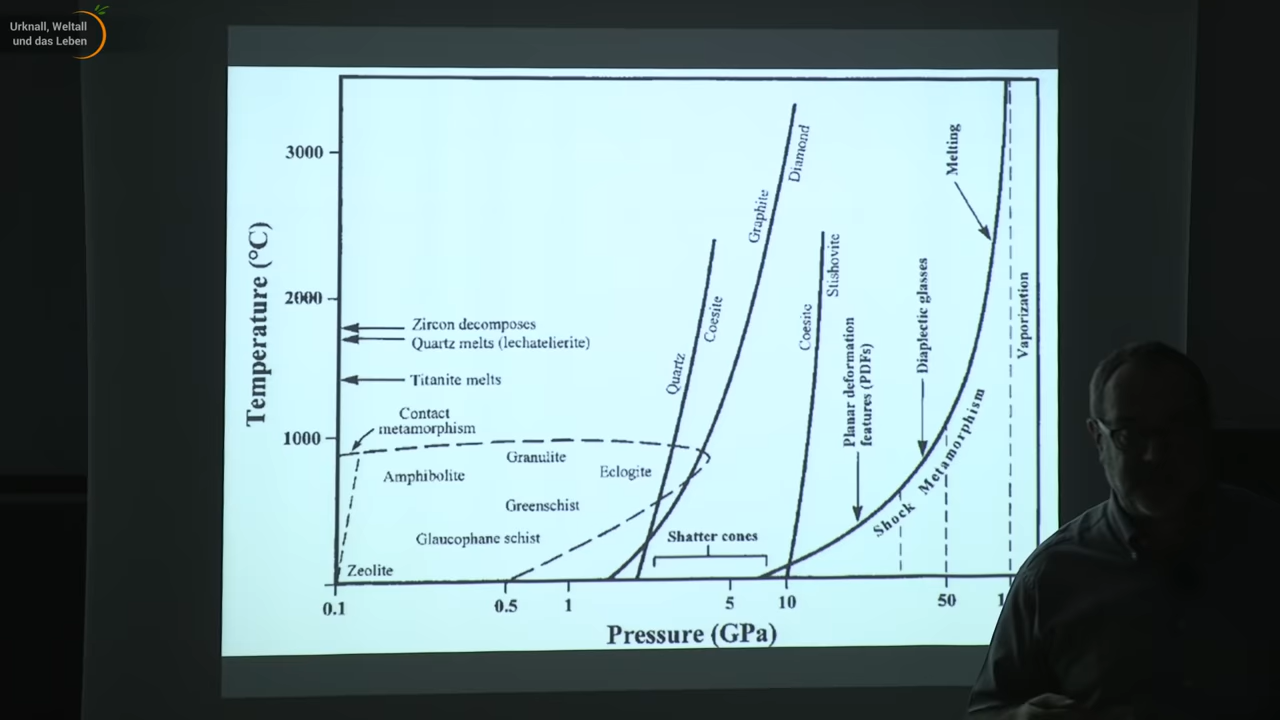 Urknall, Weltall
und das Leben
3000
2000
1000
Temperature (°C)
Zircon decomposes
Quartz melts (lechatelierite)
Titanite melts
Contact
metamorphism
Granulite
Amphibolite
Eclogite
Greenschist
Glaucophane schist
Zeolite
Quartz
Coesite
Graphite
Diamond
Coesite
Stishovite
Planar deformation
features (PDFs)
Diaplectic glasses
Melting
Vaporization
Shock Metamorphism
Shatter cones
0.1
0.5
1
5
10
50
Pressure (GPa)